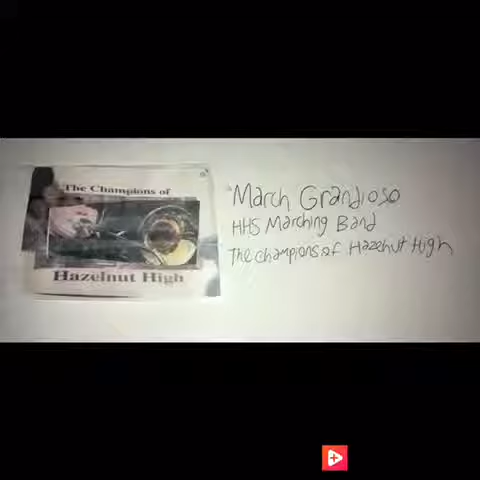 The Champions of
Hazelnut High
March Grandioso
HHS Marching Band
The champions of Hazelnut High